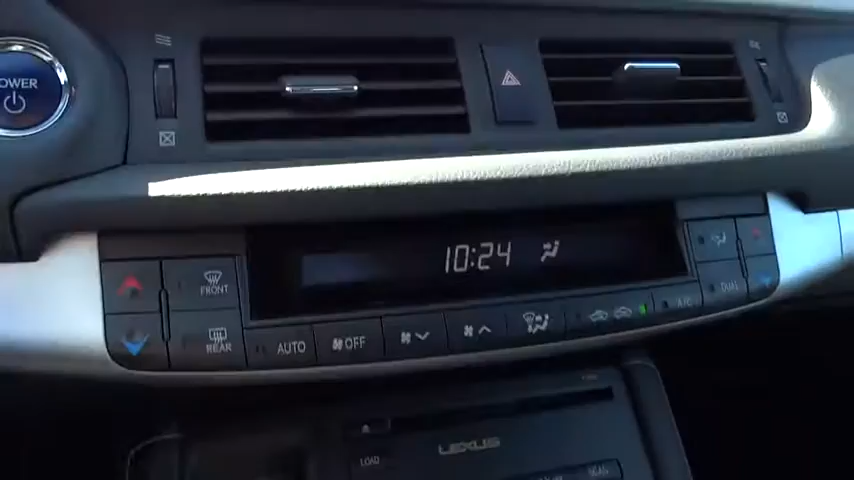 POWER
10:24
FRONT
REAR
AUTO
OFF
A/C
DUAL
LEXUS
LOAD